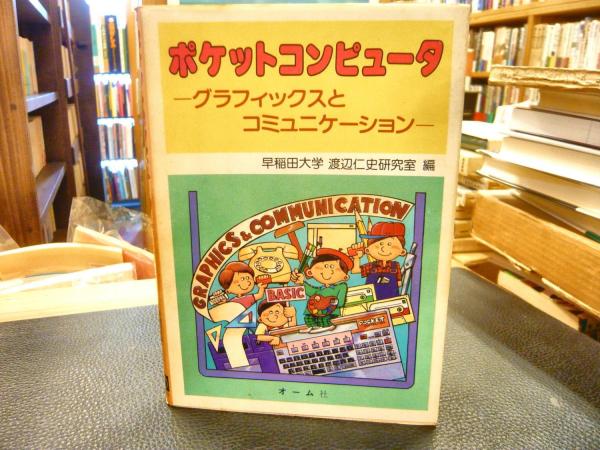 ポケットコンピュータ
―グラフィックスと
コミュニケーション―
早稲田大学 渡辺仁史研究室 編
GRAPHICS & COMMUNICATION
BASIC
POCKET
オーム社